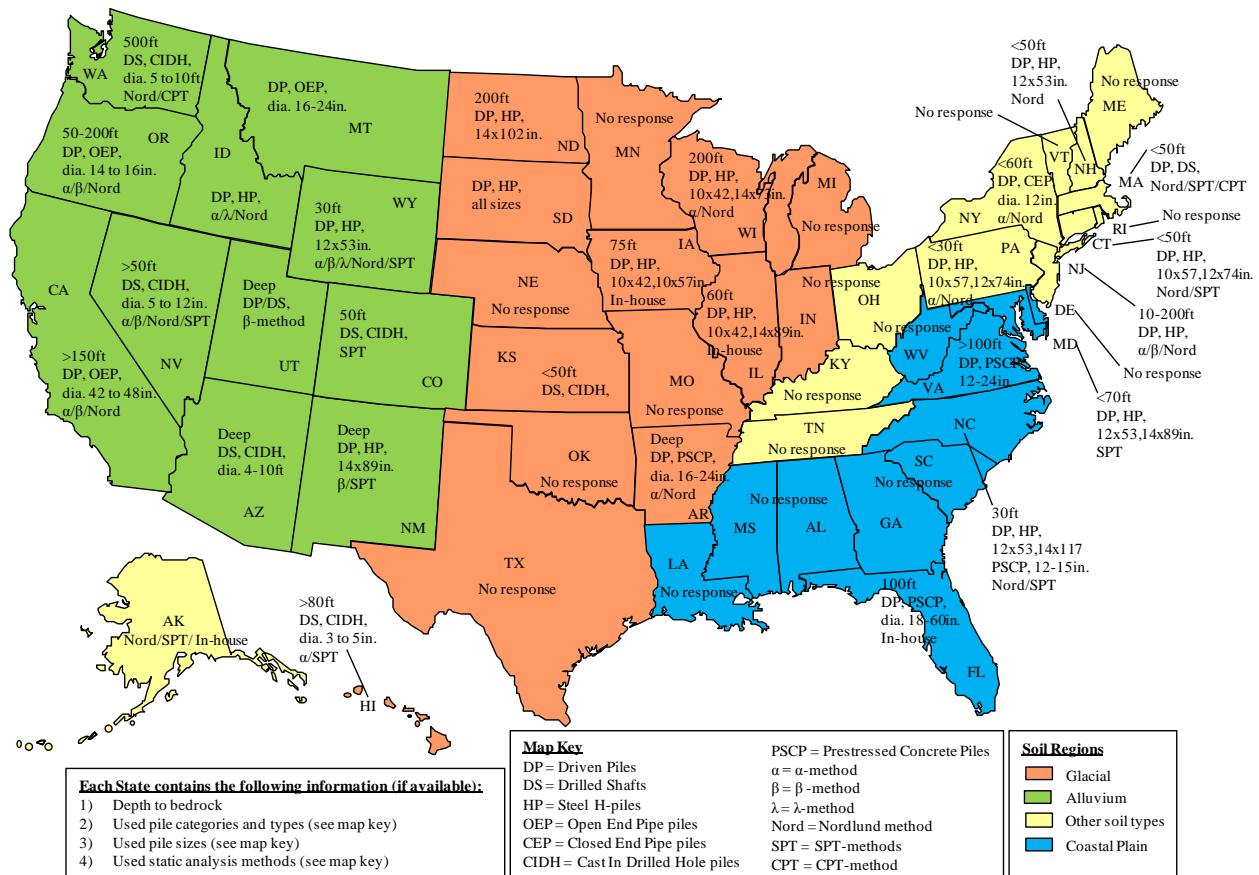 500ft
DS, CIDH,
dia. 5 to10ft
Nord/CPT
WA
DP, OEP,
dia. 16-24in.
MT
200ft
DP, HP,
14x102in.
ND
No response
MN
<50ft
DP, HP,
12x53in.
Nord
No response
ME
No response
VT
NH
50-200ft
OR
DP, OEP,
dia. 14 to 16in.
α/β/Nord
ID
DP, HP,
α/λ/Nord
WY
30ft
DP, HP,
12x53in.
α/β/λ/Nord/SPT
DP, HP,
all sizes
SD
200ft
DP, HP,
10x42,14x73in.
α/Nord
WI
MI
No response
<60ft
DP, CEP,
dia. 12in.
α/Nord
NY
<50ft
DP, DS,
Nord/SPT/CPT
MA
No response
RI
CT
<50ft
DP, HP,
10x57, 12x74in.
Nord/SPT
CA
>150ft
DP, OEP,
dia. 42 to 48in.
α/β/Nord
>50ft
DS, CIDH,
dia. 5 to 12in.
α/β/Nord/SPT
NV
Deep
DP/DS,
β-method
UT
50ft
DS, CIDH,
SPT
CO
NE
No response
75ft
IA
DP, HP,
10x42,10x57in.
In-house
60ft
DP, HP,
10x42,14x89in.
In-house
IL
No response
IN
OH
<30ft
PA
DP, HP,
10x57,12x74in.
α/Nord
NJ
10-200ft
DP, HP,
α/β/Nord
DE
No response
MD
<70ft
DP, HP,
12x53,14x89in.
SPT
KS
<50ft
DS, CIDH,
MO
No response
KY
No response
No response
WV
>100ft
DP, PSCP,
12-24in.
VA
Deep
DS, CIDH,
dia. 4-10ft
AZ
Deep
DP, HP,
14x89in.
β/SPT
NM
OK
No response
Deep
DP, PSCP,
dia. 16-24in.
α/Nord
AR
TN
No response
NC
30ft
DP, HP,
12x53,14x117
PSCP, 12-15in.
Nord/SPT
SC
No response
GA
No response
MS
AL
TX
No response
LA
No response
100ft
DP, PSCP,
dia. 18-60in.
In-house
FL
AK
Nord/SPT/ In-house
>80ft
DS, CIDH,
dia. 3 to 5in.
α/SPT
HI
Each State contains the following information (if available):
1) Depth to bedrock
2) Used pile categories and types (see map key)
3) Used pile sizes (see map key)
4) Used static analysis methods (see map key)
Map Key
DP = Driven Piles
DS = Drilled Shafts
HP = Steel H-piles
OEP = Open End Pipe piles
CEP = Closed End Pipe piles
CIDH = Cast In Drilled Hole piles
PSCP = Prestressed Concrete Piles
α = α-method
β = β -method
λ = λ-method
Nord = Nordlund method
SPT = SPT-methods
CPT = CPT-method
Soil Regions
Glacial
Alluvium
Other soil types
Coastal Plain